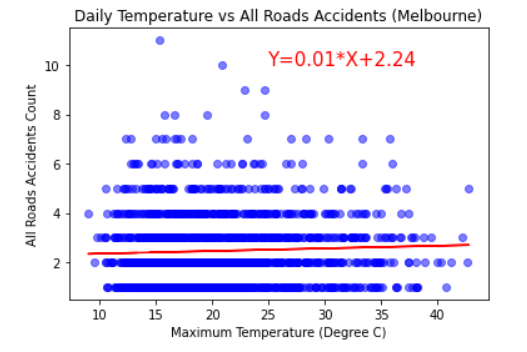 Daily Temperature vs All Roads Accidents (Melbourne)
Y=0.01*X+2.24
All Roads Accidents Count
10
8
6
4
2
10 15 20 25 30 35 40
Maximum Temperature (Degree C)